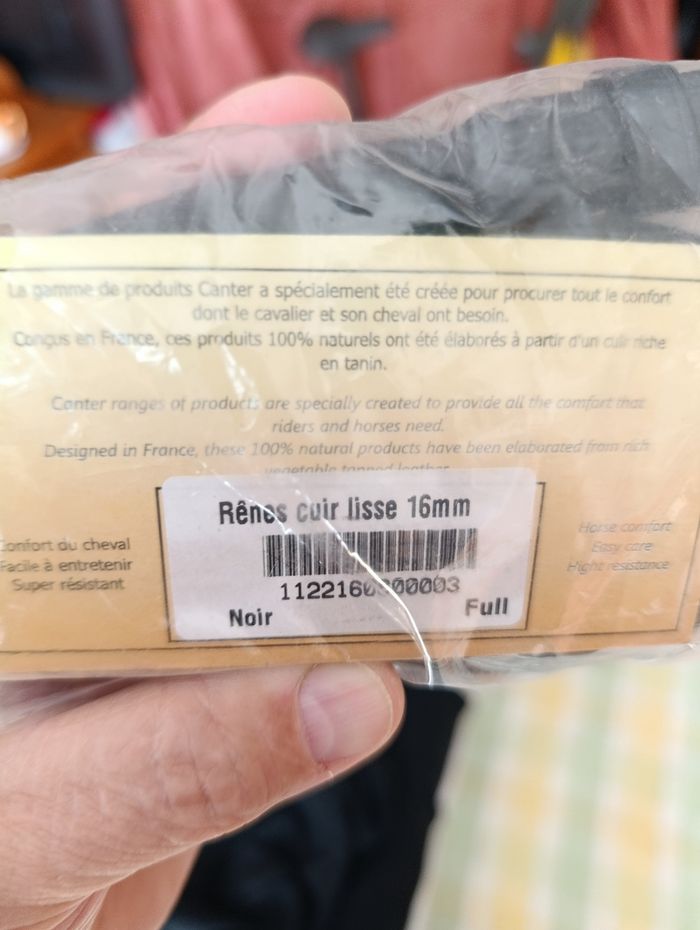 La gamme de produits Canter a spécialement été créée pour procurer tout le confort
dont le cavalier et son cheval ont besoin.
Conçus en France, ces produits 100% naturels ont été élaborés à partir d'un cuir riche
en tanin.
Canter ranges of products are specially created to provide all the comfort that
riders and horses need.
Designed in France, these 100% natural products have been elaborated from rich
vegetable tanned leather
Confort du cheval
Facile à entretenir
Super résistant
Rênes cuir lisse 16mm
Noir
Full
Horse comfort
Easy care
Hight resistance